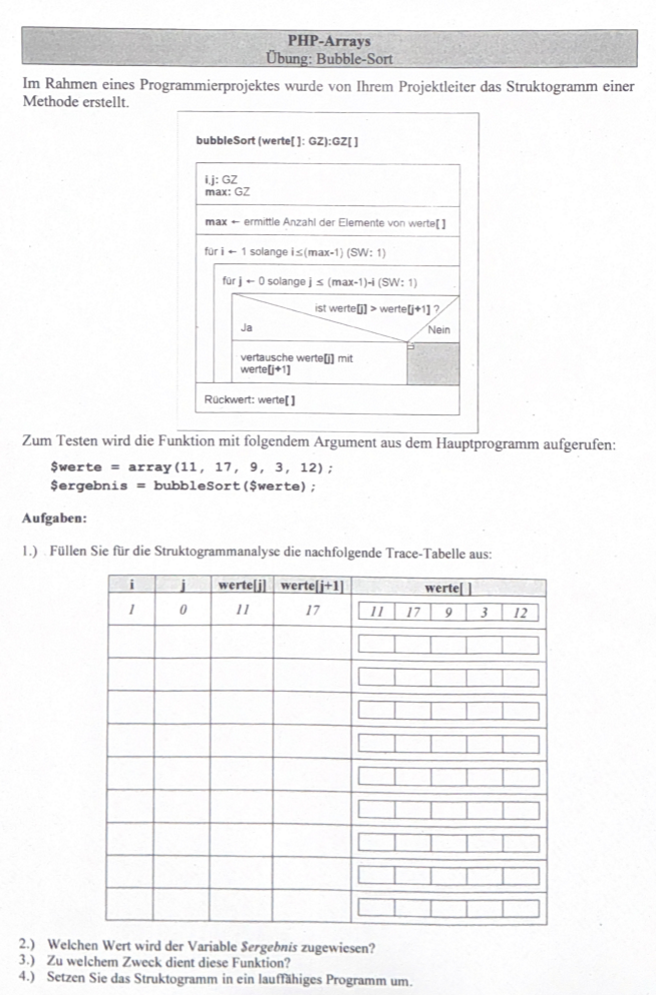 PHP-Arrays
Übung: Bubble-Sort
Im Rahmen eines Programmierprojektes wurde von Ihrem Projektleiter das Struktogramm einer
Methode erstellt.
bubbleSort (werte[ ]: GZ):GZ[ ]
i,j: GZ
max: GZ
max ← ermittle Anzahl der Elemente von werte[ ]
für i ← 1 solange i≤(max-1) (SW: 1)
für j ← 0 solange j ≤ (max-1)-i (SW: 1)
ist werte[j] > werte[j+1] ?
Ja Nein
vertausche werte[j] mit
werte[j+1]
Rückwert: werte[ ]
Zum Testen wird die Funktion mit folgendem Argument aus dem Hauptprogramm aufgerufen:
$werte = array(11, 17, 9, 3, 12);
$ergebnis = bubbleSort($werte);
Aufgaben:
1.) Füllen Sie für die Struktogrammanalyse die nachfolgende Trace-Tabelle aus:
i j werte[j] werte[j+1] werte[ ]
1 0 11 17 11 17 9 3 12
2.) Welchen Wert wird der Variable $ergebnis zugewiesen?
3.) Zu welchem Zweck dient diese Funktion?
4.) Setzen Sie das Struktogramm in ein lauffähiges Programm um.